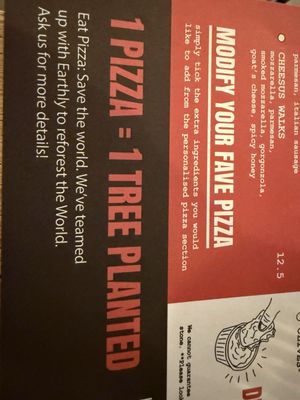 parmesan, italian sausage
CHEESUS WALKS 12.5
mozzarella, parmesan,
smoked mozzarella, gorgonzola,
goat's cheese, spicy honey
MODIFY YOUR FAVE PIZZA
simply tick the extra ingredients you would
like to add from the personalised pizza section
1 PIZZA = 1 TREE PLANTED
Eat Pizza: Save the world. We've teamed
up with Earthly to reforest the World.
Ask us for more details!
D
We cannot guarantee
stone. **please look